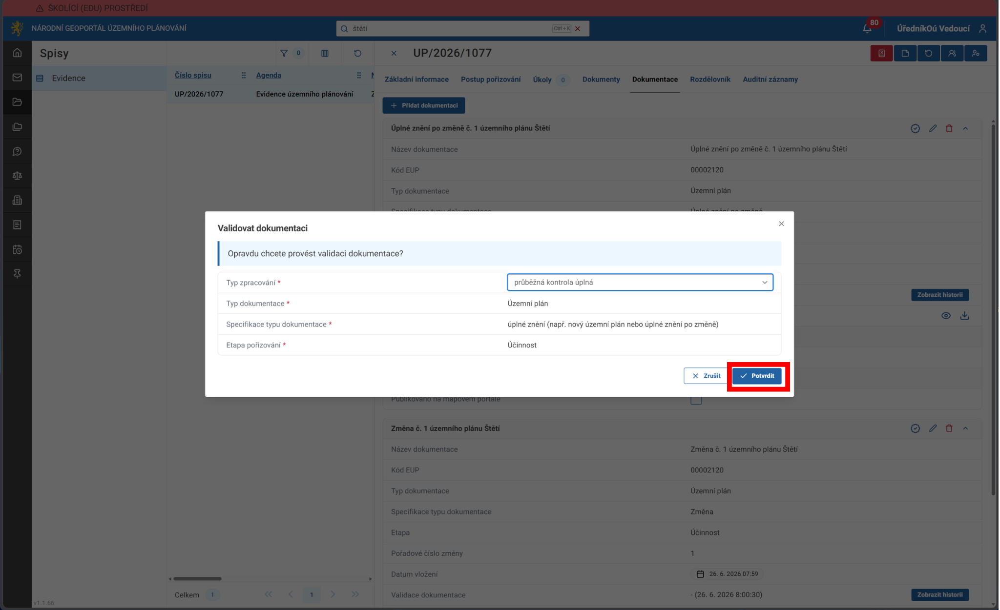 ŠKOLÍCÍ (EDU) PROSTŘEDÍ
NÁRODNÍ GEOPORTÁL ÚZEMNÍHO PLÁNOVÁNÍ
štětí
Ctrl+K
80
ÚředníkOú Vedoucí
Spisy
0
UP/2026/1077
Evidence
Číslo spisu
Agenda
UP/2026/1077
Evidence územního plánování
Základní informace
Postup pořizování
Úkoly 0
Dokumenty
Dokumentace
Rozdělovník
Auditní záznamy
Přidat dokumentaci
Úplné znění po změně č. 1 územního plánu Štětí
Název dokumentace
Úplné znění po změně č. 1 územního plánu Štětí
Kód EUP
00002120
Typ dokumentace
Územní plán
Specifikace typu dokumentace
Úplné znění po změně
Validovat dokumentaci
Opravdu chcete provést validaci dokumentace?
Typ zpracování *
průběžná kontrola úplná
Typ dokumentace *
Územní plán
Specifikace typu dokumentace *
úplné znění (např. nový územní plán nebo úplné znění po změně)
Etapa pořizování *
Účinnost
Zrušit
Potvrdit
Zobrazit historii
Publikováno na mapovém portále
Změna č. 1 územního plánu Štětí
Název dokumentace
Změna č. 1 územního plánu Štětí
Kód EUP
00002120
Typ dokumentace
Územní plán
Specifikace typu dokumentace
Změna
Etapa
Účinnost
Pořadové číslo změny
1
Datum vložení
26. 6. 2026 07:59
Validace dokumentace
- (26. 6. 2026 8:00:30)
Zobrazit historii
Celkem 1
1
v1.1.66